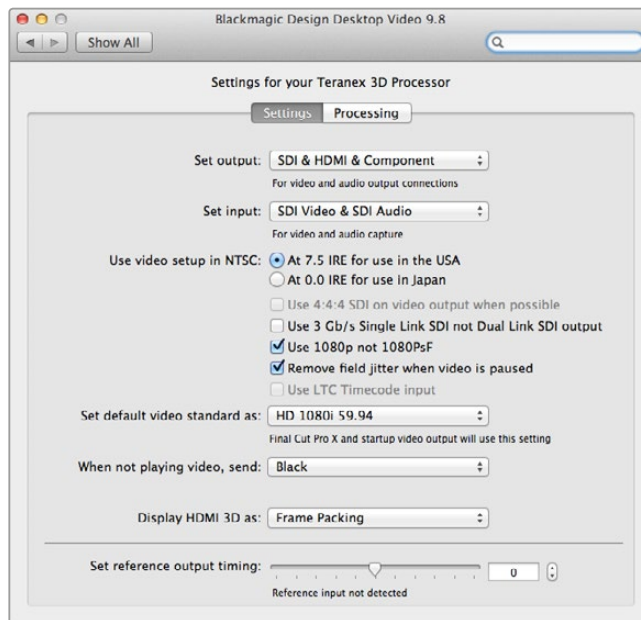 Blackmagic Design Desktop Video 9.8
Show All
Settings for your Teranex 3D Processor
Settings Processing
Set output: SDI & HDMI & Component
For video and audio output connections
Set input: SDI Video & SDI Audio
For video and audio capture
Use video setup in NTSC: At 7.5 IRE for use in the USA
At 0.0 IRE for use in Japan
Use 4:4:4 SDI on video output when possible
Use 3 Gb/s Single Link SDI not Dual Link SDI output
Use 1080p not 1080PsF
Remove field jitter when video is paused
Use LTC Timecode input
Set default video standard as: HD 1080i 59.94
Final Cut Pro X and startup video output will use this setting
When not playing video, send: Black
Display HDMI 3D as: Frame Packing
Set reference output timing: 0
Reference input not detected